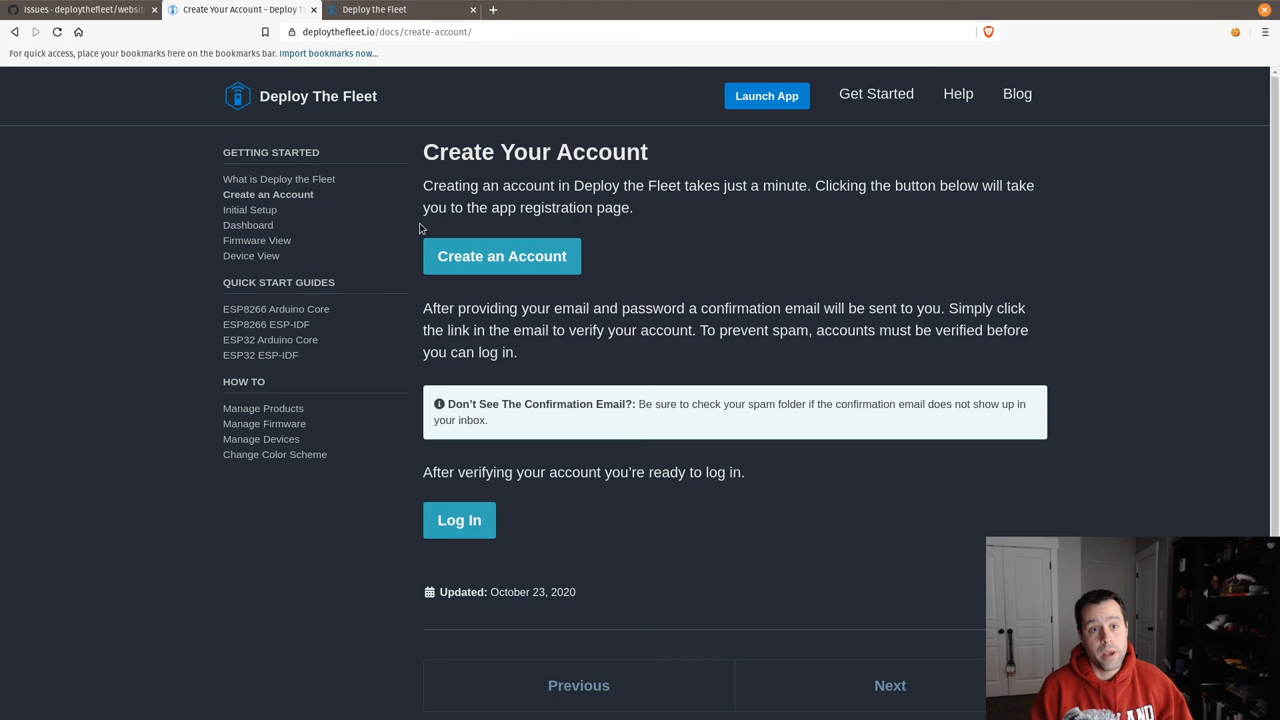 Issues · deploythefleet/websit
Create Your Account - Deploy T
Deploy the Fleet
deploythefleet.io/docs/create-account/
For quick access, place your bookmarks here on the bookmarks bar. Import bookmarks now...
Deploy The Fleet
Launch App
Get Started
Help
Blog
GETTING STARTED
What is Deploy the Fleet
Create an Account
Initial Setup
Dashboard
Firmware View
Device View
QUICK START GUIDES
ESP8266 Arduino Core
ESP8266 ESP-IDF
ESP32 Arduino Core
ESP32 ESP-IDF
HOW TO
Manage Products
Manage Firmware
Manage Devices
Change Color Scheme
Create Your Account
Creating an account in Deploy the Fleet takes just a minute. Clicking the button below will take
you to the app registration page.
Create an Account
After providing your email and password a confirmation email will be sent to you. Simply click
the link in the email to verify your account. To prevent spam, accounts must be verified before
you can log in.
Don't See The Confirmation Email?: Be sure to check your spam folder if the confirmation email does not show up in
your inbox.
After verifying your account you're ready to log in.
Log In
Updated: October 23, 2020
Previous
Next